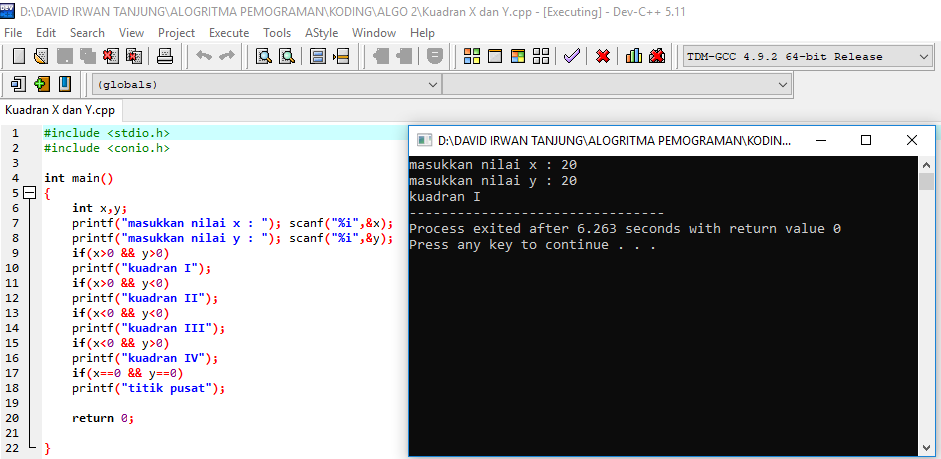 D:\DAVID IRWAN TANJUNG\ALOGRITMA PEMOGRAMAN\KODING\ALGO 2\Kuadran X dan Y.cpp - [Executing] - Dev-C++ 5.11
File Edit Search View Project Execute Tools AStyle Window Help
TDM-GCC 4.9.2 64-bit Release
(globals)
Kuadran X dan Y.cpp
1 #include <stdio.h>
2 #include <conio.h>
3
4 int main()
5 {
6 int x,y;
7 printf("masukkan nilai x : "); scanf("%i",&x);
8 printf("masukkan nilai y : "); scanf("%i",&y);
9 if(x>0 && y>0)
10 printf("kuadran I");
11 if(x>0 && y<0)
12 printf("kuadran II");
13 if(x<0 && y<0)
14 printf("kuadran III");
15 if(x<0 && y>0)
16 printf("kuadran IV");
17 if(x==0 && y==0)
18 printf("titik pusat");
19
20 return 0;
21
22 }
D:\DAVID IRWAN TANJUNG\ALOGRITMA PEMOGRAMAN\KODIN...
masukkan nilai x : 20
masukkan nilai y : 20
kuadran I
--------------------------------
Process exited after 6.263 seconds with return value 0
Press any key to continue . . .